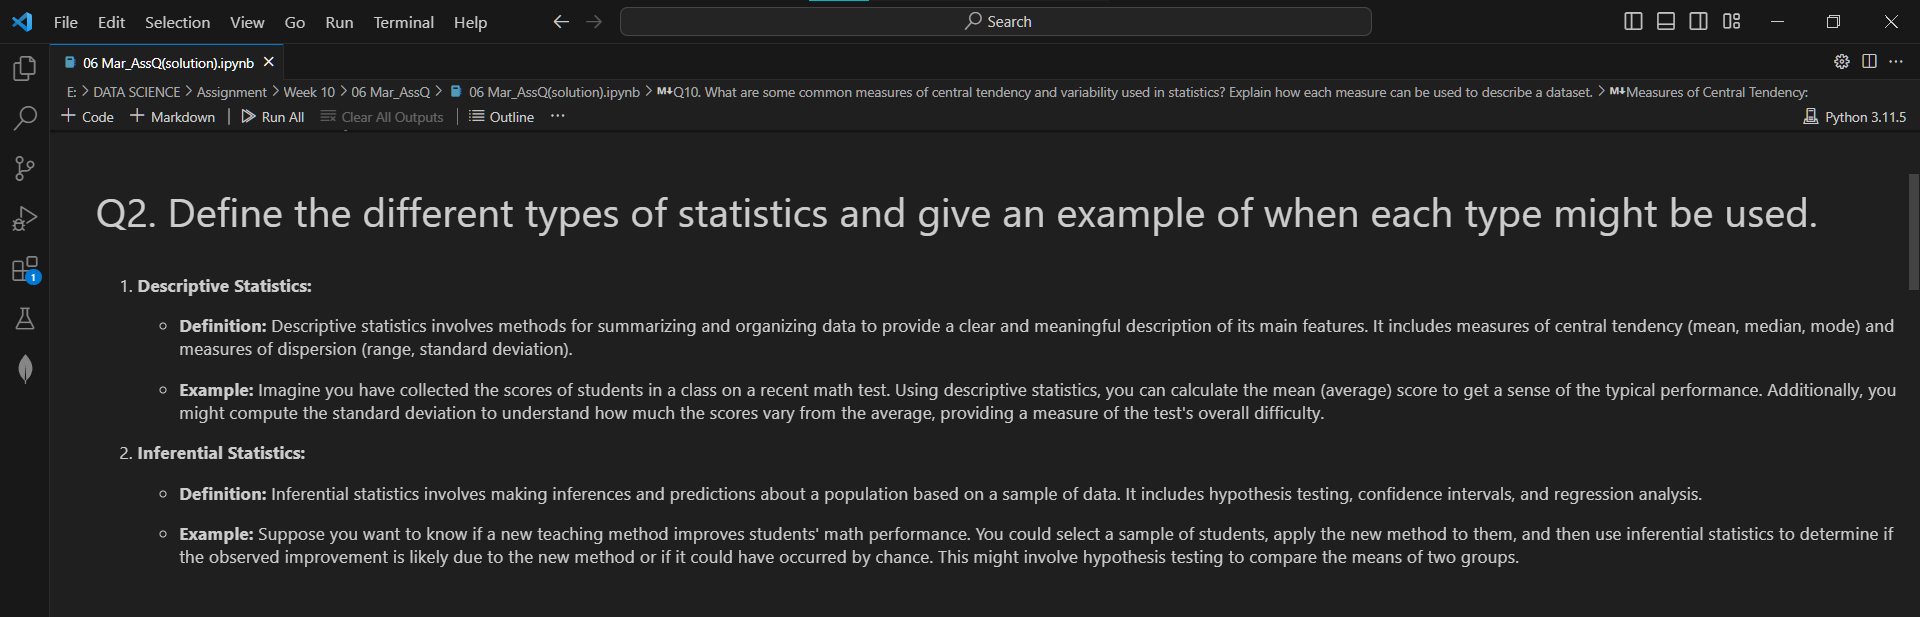 File Edit Selection View Go Run Terminal Help Search
06 Mar_AssQ(solution).ipynb
E: > DATA SCIENCE > Assignment > Week 10 > 06 Mar_AssQ > 06 Mar_AssQ(solution).ipynb > M↓Q10. What are some common measures of central tendency and variability used in statistics? Explain how each measure can be used to describe a dataset. > M↓Measures of Central Tendency:
+ Code + Markdown | Run All Clear All Outputs | Outline ··· Python 3.11.5
Q2. Define the different types of statistics and give an example of when each type might be used.
1. Descriptive Statistics:
Definition: Descriptive statistics involves methods for summarizing and organizing data to provide a clear and meaningful description of its main features. It includes measures of central tendency (mean, median, mode) and
measures of dispersion (range, standard deviation).
Example: Imagine you have collected the scores of students in a class on a recent math test. Using descriptive statistics, you can calculate the mean (average) score to get a sense of the typical performance. Additionally, you
might compute the standard deviation to understand how much the scores vary from the average, providing a measure of the test's overall difficulty.
2. Inferential Statistics:
Definition: Inferential statistics involves making inferences and predictions about a population based on a sample of data. It includes hypothesis testing, confidence intervals, and regression analysis.
Example: Suppose you want to know if a new teaching method improves students' math performance. You could select a sample of students, apply the new method to them, and then use inferential statistics to determine if
the observed improvement is likely due to the new method or if it could have occurred by chance. This might involve hypothesis testing to compare the means of two groups.
1